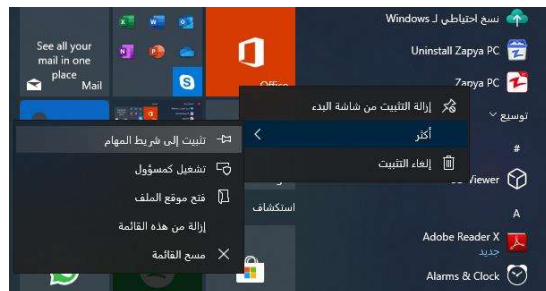 نسخ احتياطي لـ Windows
Uninstall Zapya PC
Zapya PC
توسيع
#
Viewer
A
Adobe Reader X
جديد
Alarms & Clock
See all your
mail in one
place
Mail
Office
استكشاف
إزالة التثبيت من شاشة البدء
أكثر
إلغاء التثبيت
تثبيت إلى شريط المهام
تشغيل كمسؤول
فتح موقع الملف
إزالة من هذه القائمة
مسح القائمة